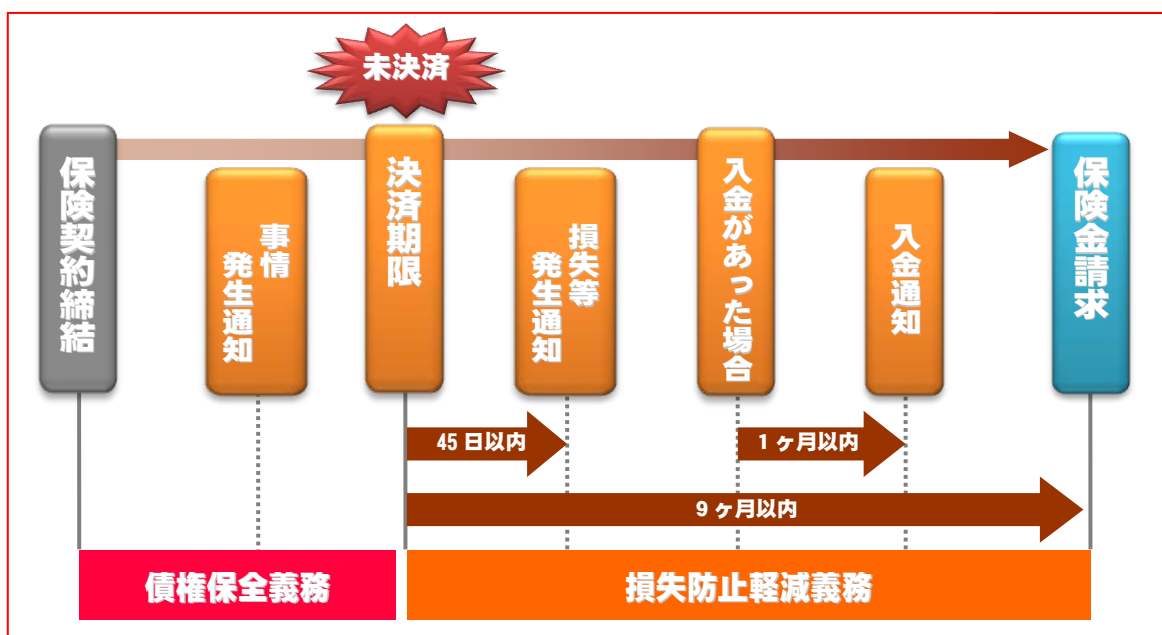 未決済
保険契約締結
事情
発生通知
決済期限
損失等
発生通知
入金があった場合
入金通知
保険金請求
45日以内
1ヶ月以内
9ヶ月以内
債権保全義務
損失防止軽減義務